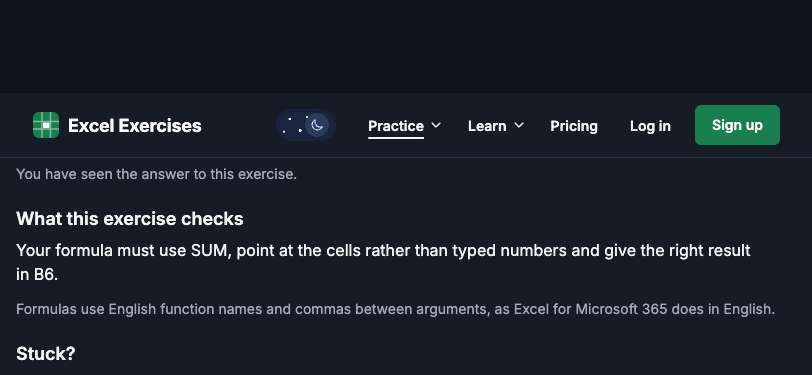 Excel Exercises
Practice
Learn
Pricing
Log in
Sign up
You have seen the answer to this exercise.
What this exercise checks
Your formula must use SUM, point at the cells rather than typed numbers and give the right result
in B6.
Formulas use English function names and commas between arguments, as Excel for Microsoft 365 does in English.
Stuck?